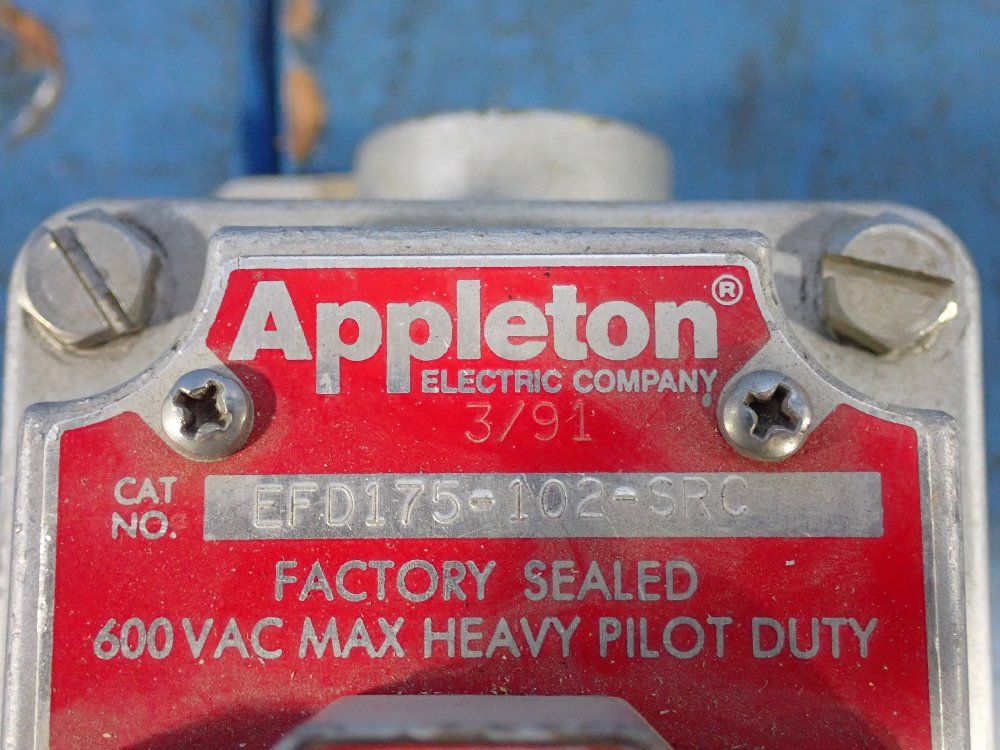 Appleton®
ELECTRIC COMPANY
3/91
CAT
NO.
EFD175-102-SRC
FACTORY SEALED
600 VAC MAX HEAVY PILOT DUTY